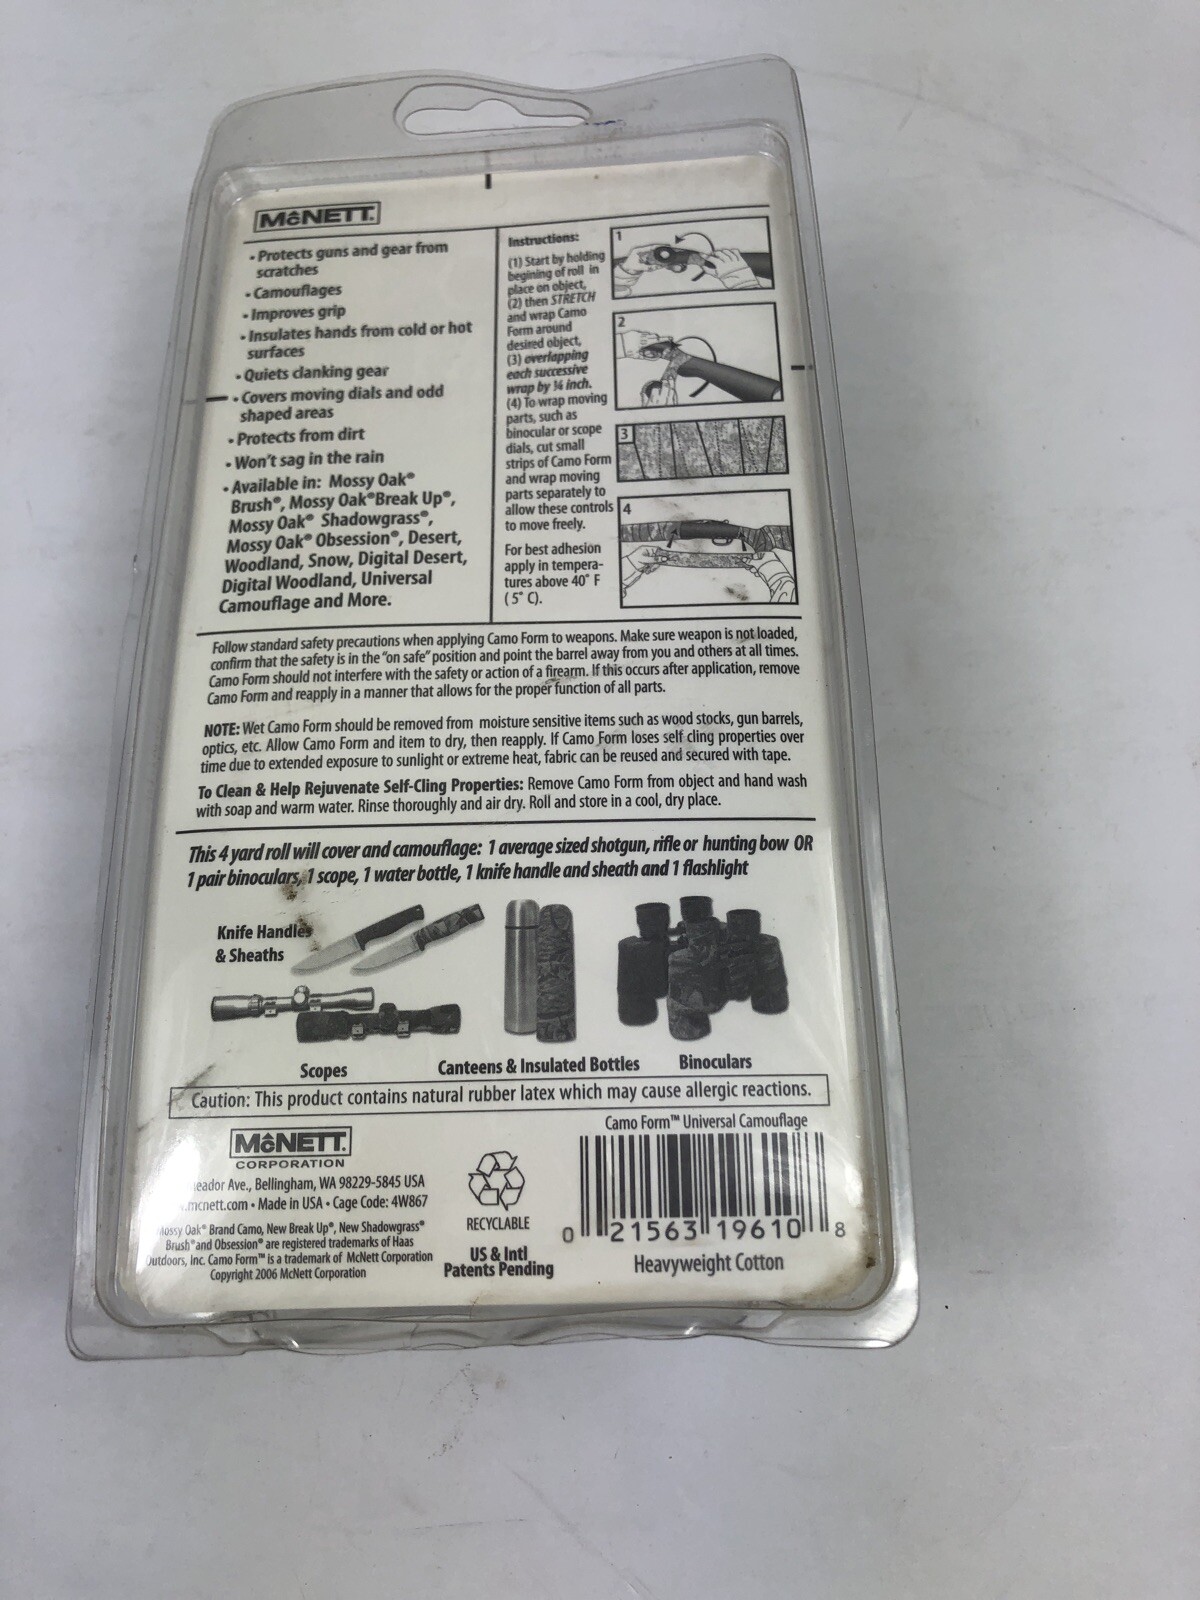 McNETT.
• Protects guns and gear from
scratches
• Camouflages
• Improves grip
• Insulates hands from cold or hot
surfaces
• Quiets clanking gear
• Covers moving dials and odd
shaped areas
• Protects from dirt
• Won't sag in the rain
• Available in: Mossy Oak®
Brush®, Mossy Oak®Break Up®,
Mossy Oak® Shadowgrass®,
Mossy Oak® Obsession®, Desert,
Woodland, Snow, Digital Desert,
Digital Woodland, Universal
Camouflage and More.
Instructions:
(1) Start by holding
begining of roll in
place on object,
(2) then STRETCH
and wrap Camo
Form around
desired object,
(3) overlapping
each successive
wrap by ¼ inch.
(4) To wrap moving
parts, such as
binocular or scope
dials, cut small
strips of Camo Form
and wrap moving
parts separately to
allow these controls
to move freely.
For best adhesion
apply in tempera-
tures above 40° F
(5° C).
1
2
3
4
Follow standard safety precautions when applying Camo Form to weapons. Make sure weapon is not loaded,
confirm that the safety is in the "on safe" position and point the barrel away from you and others at all times.
Camo Form should not interfere with the safety or action of a firearm. If this occurs after application, remove
Camo Form and reapply in a manner that allows for the proper function of all parts.
NOTE: Wet Camo Form should be removed from moisture sensitive items such as wood stocks, gun barrels,
optics, etc. Allow Camo Form and item to dry, then reapply. If Camo Form loses self cling properties over
time due to extended exposure to sunlight or extreme heat, fabric can be reused and secured with tape.
To Clean & Help Rejuvenate Self-Cling Properties: Remove Camo Form from object and hand wash
with soap and warm water. Rinse thoroughly and air dry. Roll and store in a cool, dry place.
This 4 yard roll will cover and camouflage: 1 average sized shotgun, rifle or hunting bow OR
1 pair binoculars, 1 scope, 1 water bottle, 1 knife handle and sheath and 1 flashlight
Knife Handles
& Sheaths
Scopes
Canteens & Insulated Bottles
Binoculars
Caution: This product contains natural rubber latex which may cause allergic reactions.
McNETT.
CORPORATION
Ave., Bellingham, WA 98229-5845 USA
.mcnett.com • Made in USA • Cage Code: 4W867
Mossy Oak® Brand Camo, New Break Up®, New Shadowgrass®
Brush® and Obsession® are registered trademarks of Haas
Outdoors, Inc. Camo Form™ is a trademark of McNett Corporation
Copyright 2006 McNett Corporation
RECYCLABLE
US & Intl
Patents Pending
Camo Form™ Universal Camouflage
0 21563 19610 8
Heavyweight Cotton